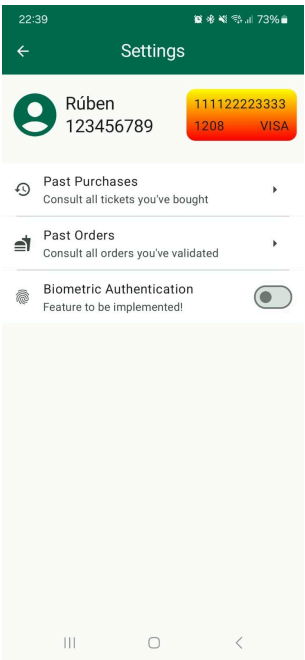 22:39
73%
Settings
Rúben
123456789
111122223333
1208 VISA
Past Purchases
Consult all tickets you've bought
Past Orders
Consult all orders you've validated
Biometric Authentication
Feature to be implemented!